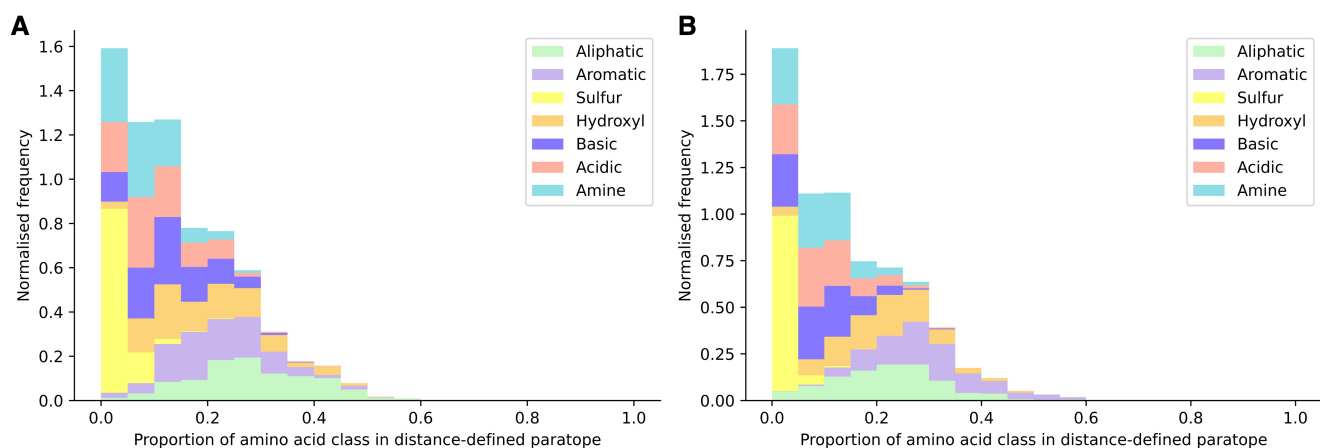 A
1.6
1.4
1.2
1.0
0.8
0.6
0.4
0.2
0.0
Normalised frequency
0.0 0.2 0.4 0.6 0.8 1.0
Proportion of amino acid class in distance-defined paratope
Aliphatic
Aromatic
Sulfur
Hydroxyl
Basic
Acidic
Amine
B
1.75
1.50
1.25
1.00
0.75
0.50
0.25
0.00
Normalised frequency
0.0 0.2 0.4 0.6 0.8 1.0
Proportion of amino acid class in distance-defined paratope
Aliphatic
Aromatic
Sulfur
Hydroxyl
Basic
Acidic
Amine